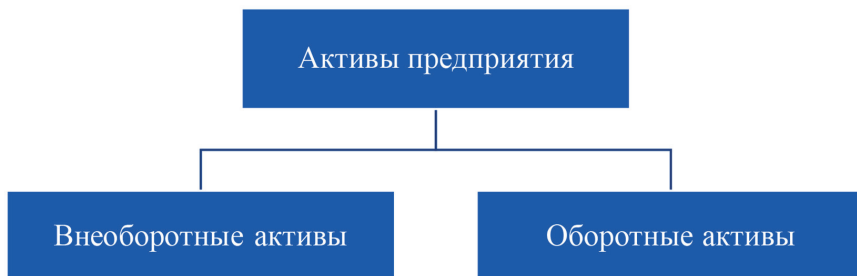 Активы предприятия
Внеоборотные активы
Оборотные активы